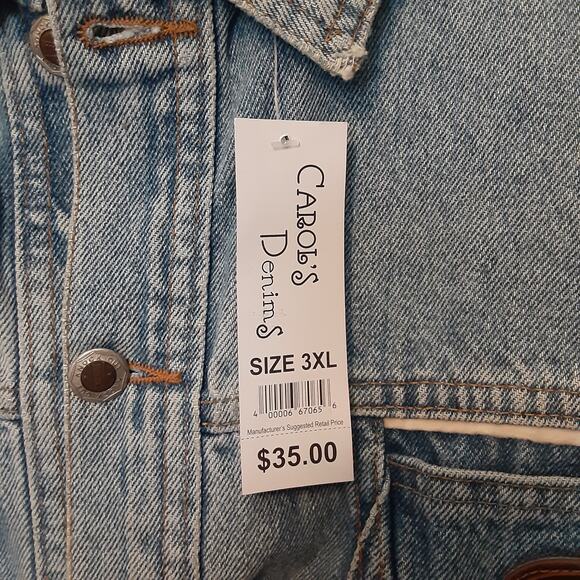 CAROL'S
DenimS
SIZE 3XL
4 00006 67065 6
Manufacturer's Suggested Retail Price
$35.00